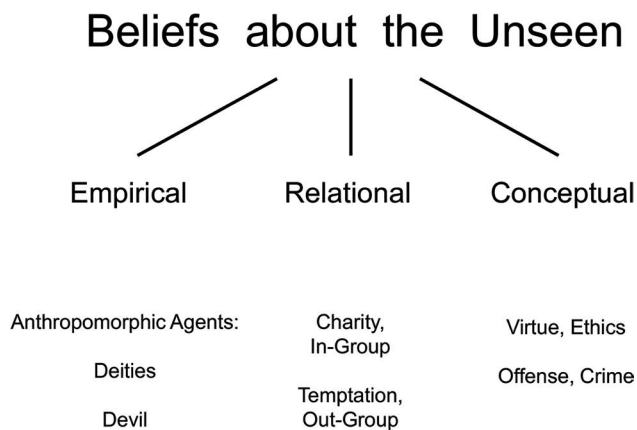 Beliefs about the Unseen
Empirical
Relational
Conceptual
Anthropomorphic Agents:
Deities
Devil
Charity,
In-Group
Temptation,
Out-Group
Virtue, Ethics
Offense, Crime